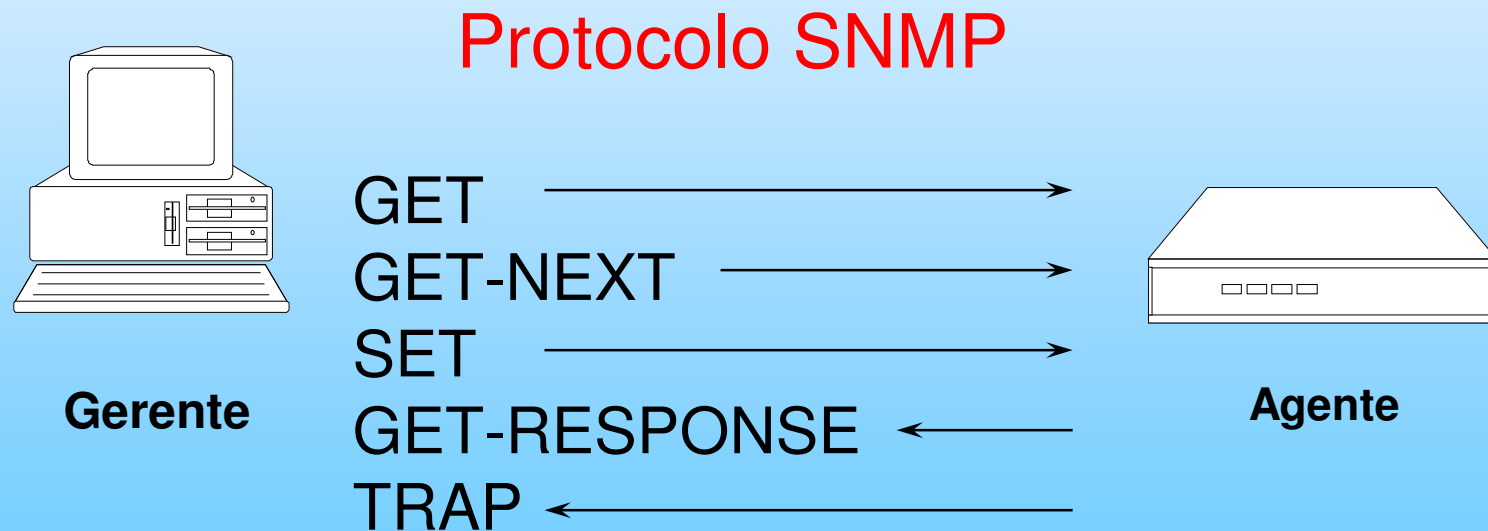 Protocolo SNMP
GET
GET-NEXT
SET
GET-RESPONSE
TRAP
Gerente
Agente